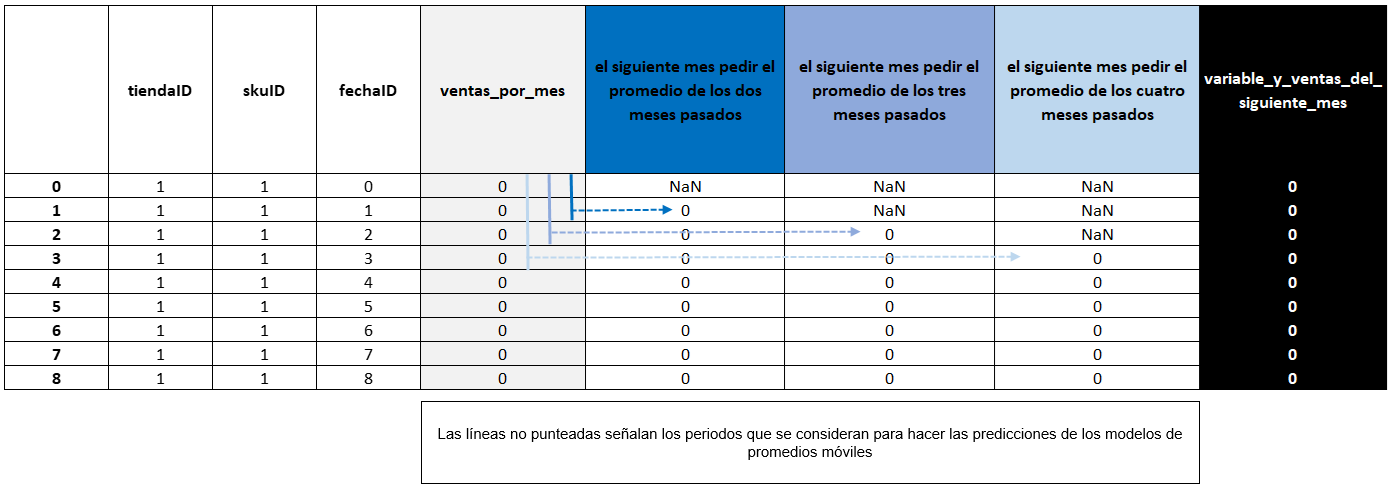 tiendaID skuID fechaID ventas_por_mes el siguiente mes pedir el promedio de los dos meses pasados el siguiente mes pedir el promedio de los tres meses pasados el siguiente mes pedir el promedio de los cuatro meses pasados variable_y_ventas_del_siguiente_mes
0 1 1 0 0 NaN NaN NaN 0
1 1 1 1 0 0 NaN NaN 0
2 1 1 2 0 0 0 NaN 0
3 1 1 3 0 0 0 0 0
4 1 1 4 0 0 0 0 0
5 1 1 5 0 0 0 0 0
6 1 1 6 0 0 0 0 0
7 1 1 7 0 0 0 0 0
8 1 1 8 0 0 0 0 0
Las líneas no punteadas señalan los periodos que se consideran para hacer las predicciones de los modelos de
promedios móviles